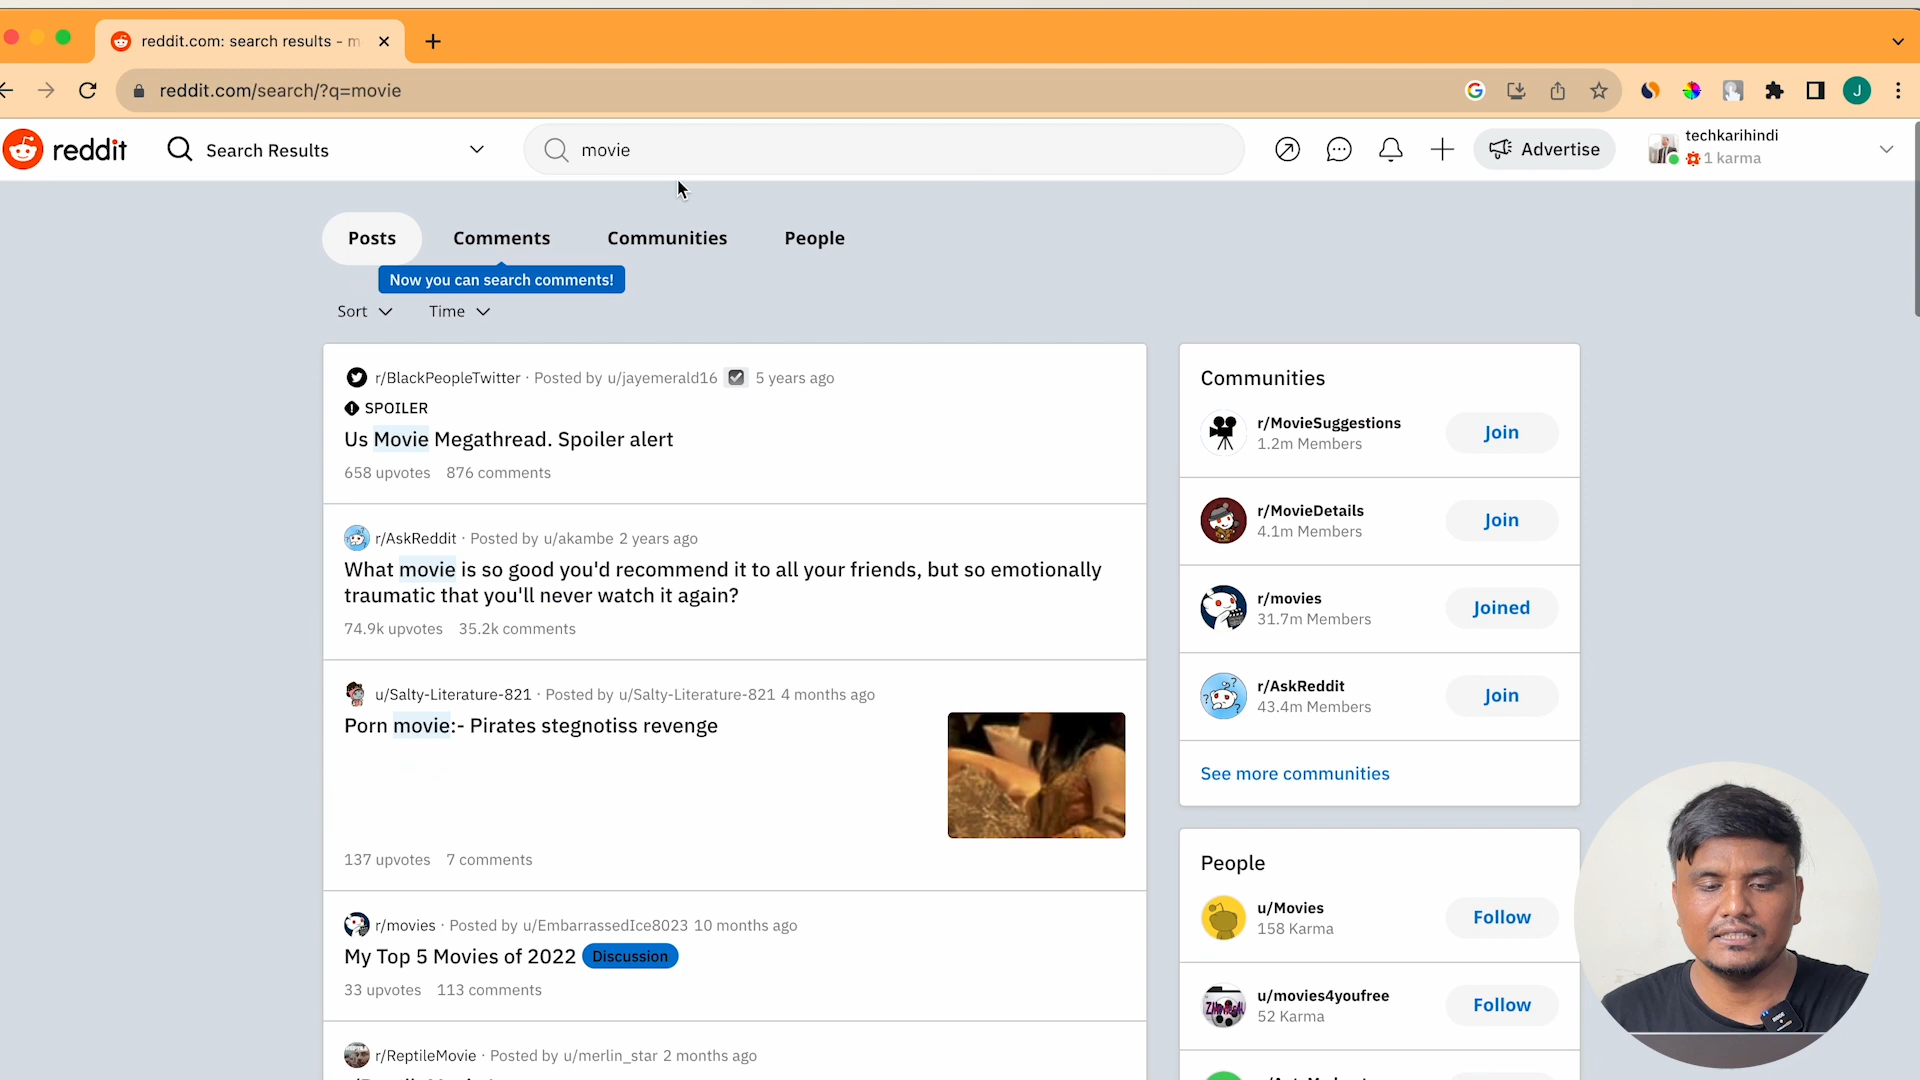 reddit.com: search results - m
reddit.com/search/?q=movie
J
reddit
Search Results
movie
Advertise
techkarihindi
1 karma
Posts
Comments
Communities
People
Now you can search comments!
Sort
Time
r/BlackPeopleTwitter · Posted by u/jayemerald16 5 years ago
SPOILER
Us Movie Megathread. Spoiler alert
658 upvotes 876 comments
r/AskReddit · Posted by u/akambe 2 years ago
What movie is so good you'd recommend it to all your friends, but so emotionally
traumatic that you'll never watch it again?
74.9k upvotes 35.2k comments
u/Salty-Literature-821 · Posted by u/Salty-Literature-821 4 months ago
Porn movie:- Pirates stegnotiss revenge
137 upvotes 7 comments
r/movies · Posted by u/EmbarrassedIce8023 10 months ago
My Top 5 Movies of 2022 Discussion
33 upvotes 113 comments
r/ReptileMovie · Posted by u/merlin_star 2 months ago
Communities
r/MovieSuggestions
1.2m Members
Join
r/MovieDetails
4.1m Members
Join
r/movies
31.7m Members
Joined
r/AskReddit
43.4m Members
Join
See more communities
People
u/Movies
158 Karma
Follow
u/movies4youfree
52 Karma
Follow